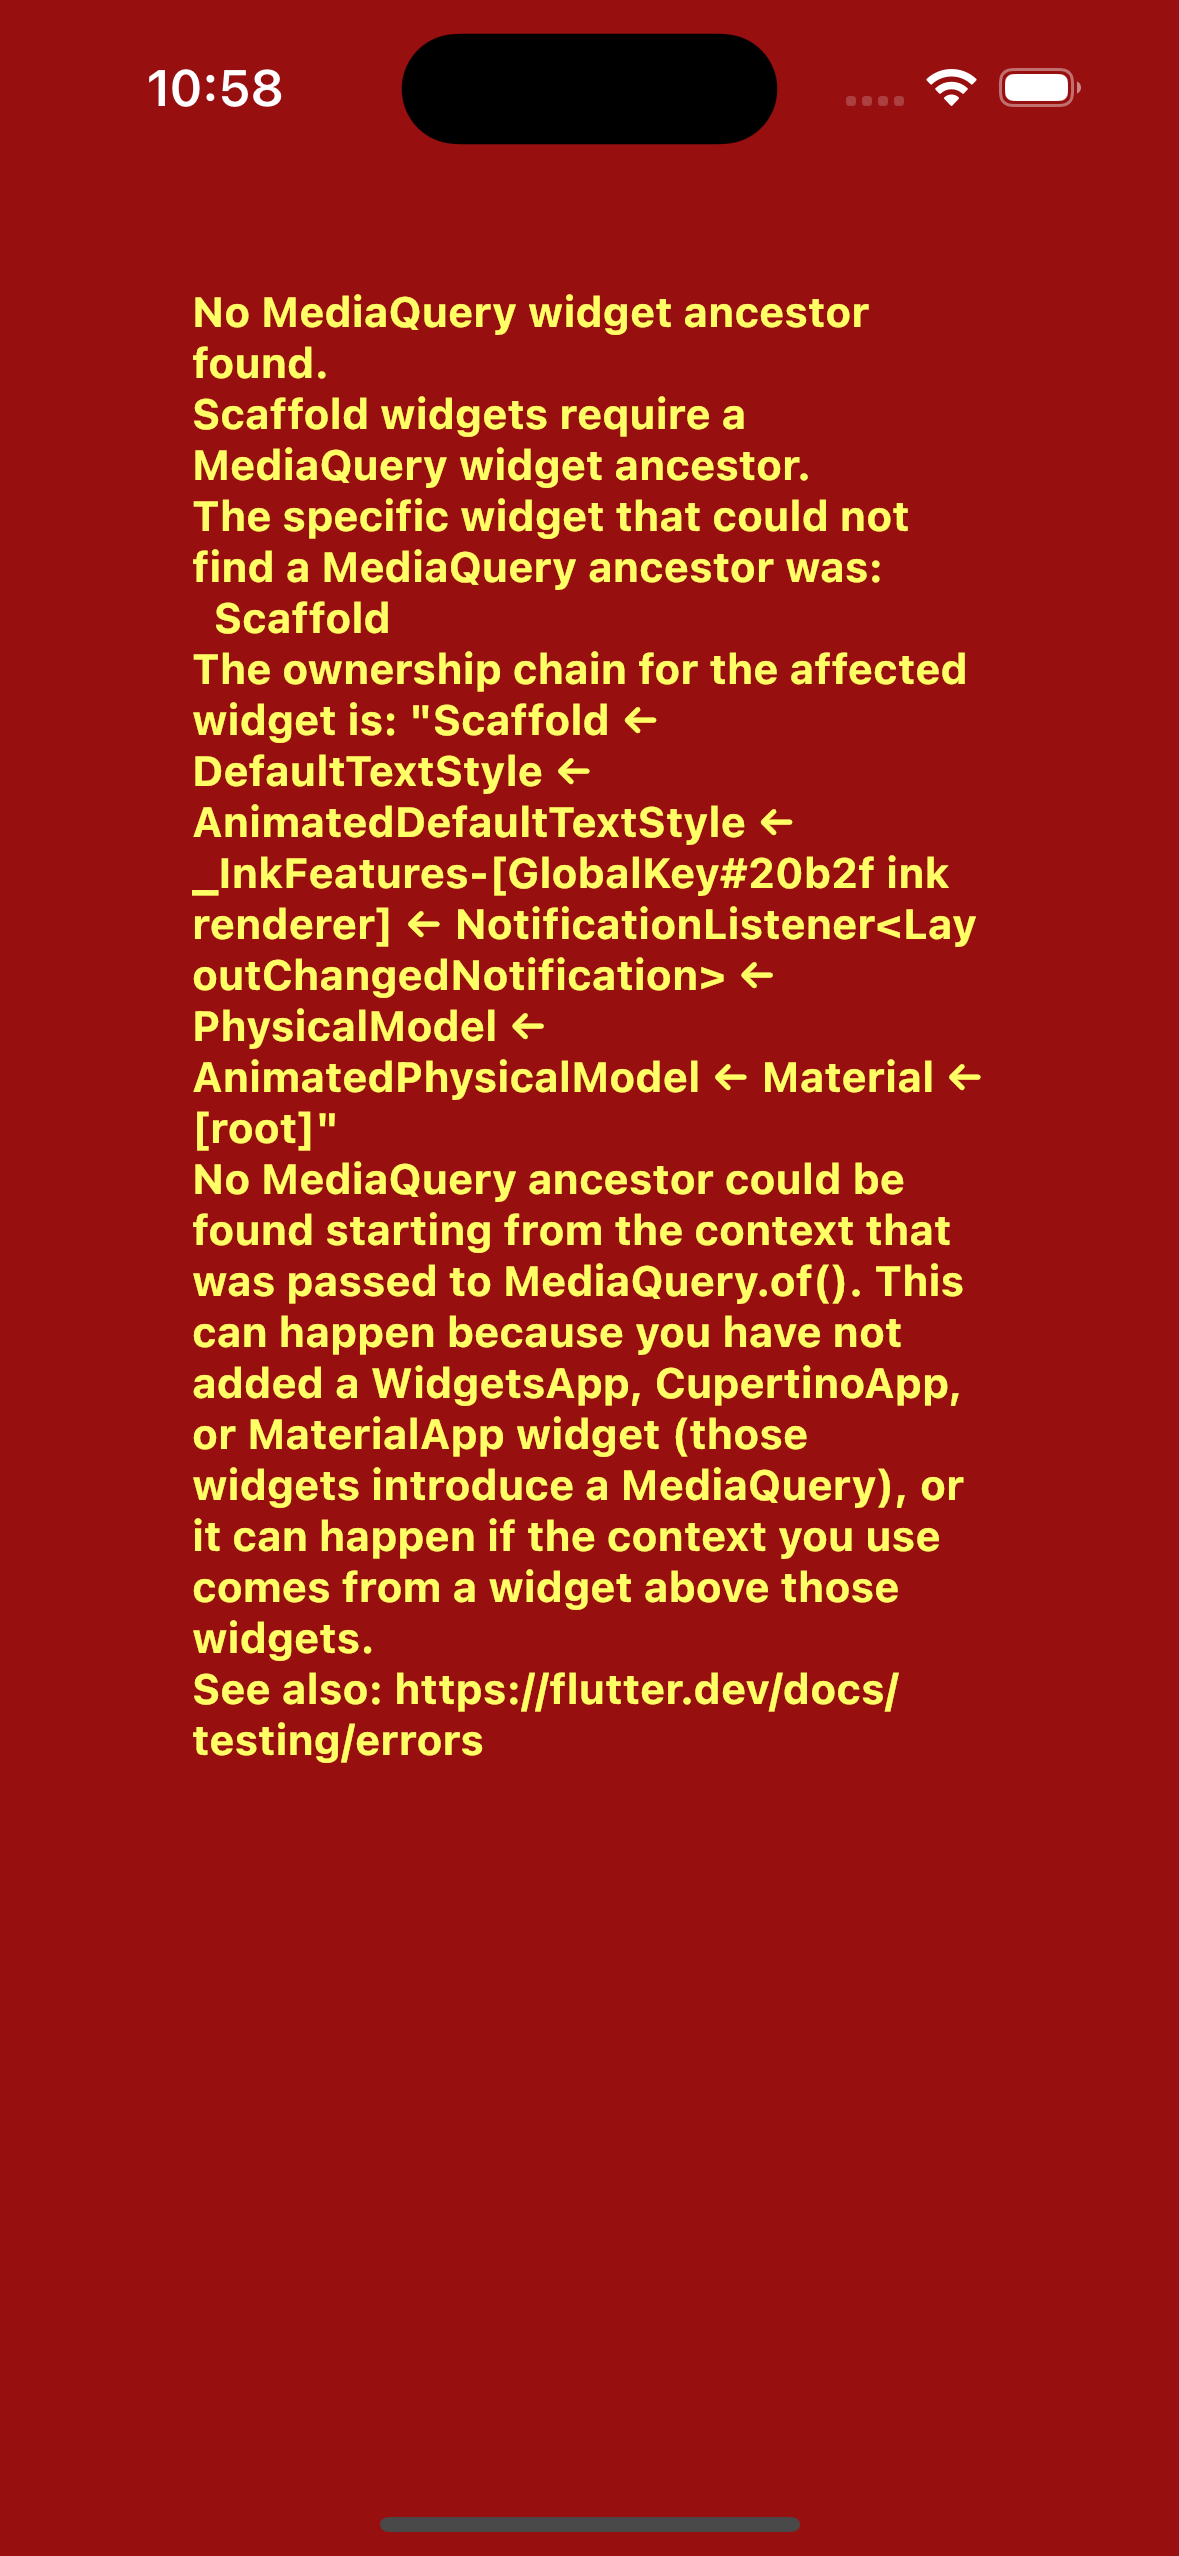 10:58
No MediaQuery widget ancestor
found.
Scaffold widgets require a
MediaQuery widget ancestor.
The specific widget that could not
find a MediaQuery ancestor was:
  Scaffold
The ownership chain for the affected
widget is: "Scaffold ←
DefaultTextStyle ←
AnimatedDefaultTextStyle ←
_InkFeatures-[GlobalKey#20b2f ink
renderer] ← NotificationListener<Lay
outChangedNotification> ←
PhysicalModel ←
AnimatedPhysicalModel ← Material ←
[root]"
No MediaQuery ancestor could be
found starting from the context that
was passed to MediaQuery.of(). This
can happen because you have not
added a WidgetsApp, CupertinoApp,
or MaterialApp widget (those
widgets introduce a MediaQuery), or
it can happen if the context you use
comes from a widget above those
widgets.
See also: https://flutter.dev/docs/
testing/errors